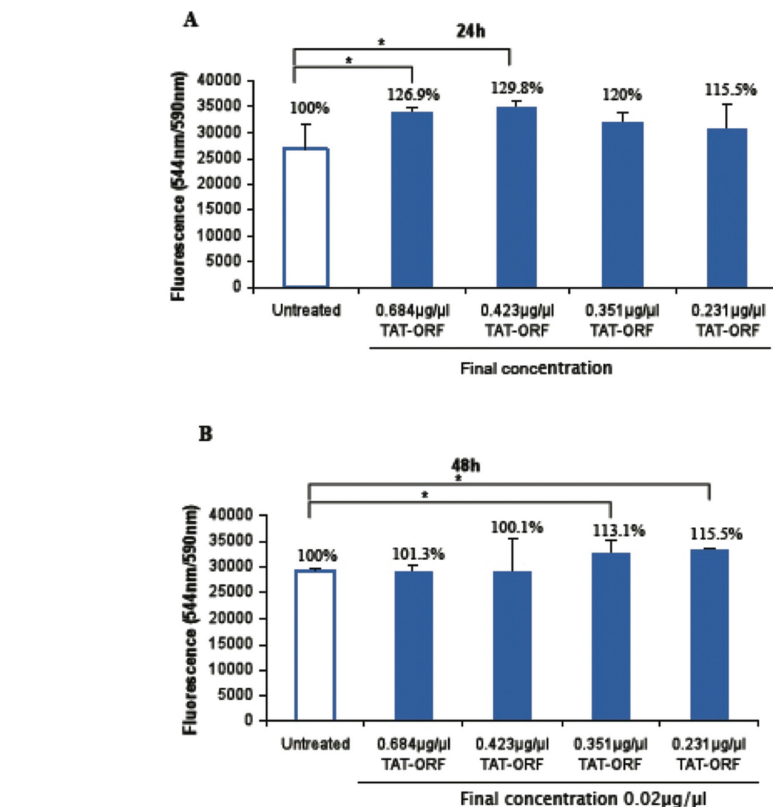 A
24h
*
*
40000
35000
30000
25000
20000
15000
10000
5000
0
Fluorescence (544nm/590nm)
100%
126.9%
129.8%
120%
115.5%
Untreated
0.684µg/µl
TAT-ORF
0.423µg/µl
TAT-ORF
0.351µg/µl
TAT-ORF
0.231µg/µl
TAT-ORF
Final concentration
B
48h
*
*
40000
35000
30000
25000
20000
15000
10000
5000
0
Fluorescence (544nm/590nm)
100%
101.3%
100.1%
113.1%
115.5%
Untreated
0.684µg/µl
TAT-ORF
0.423µg/µl
TAT-ORF
0.351µg/µl
TAT-ORF
0.231µg/µl
TAT-ORF
Final concentration 0.02µg/µl